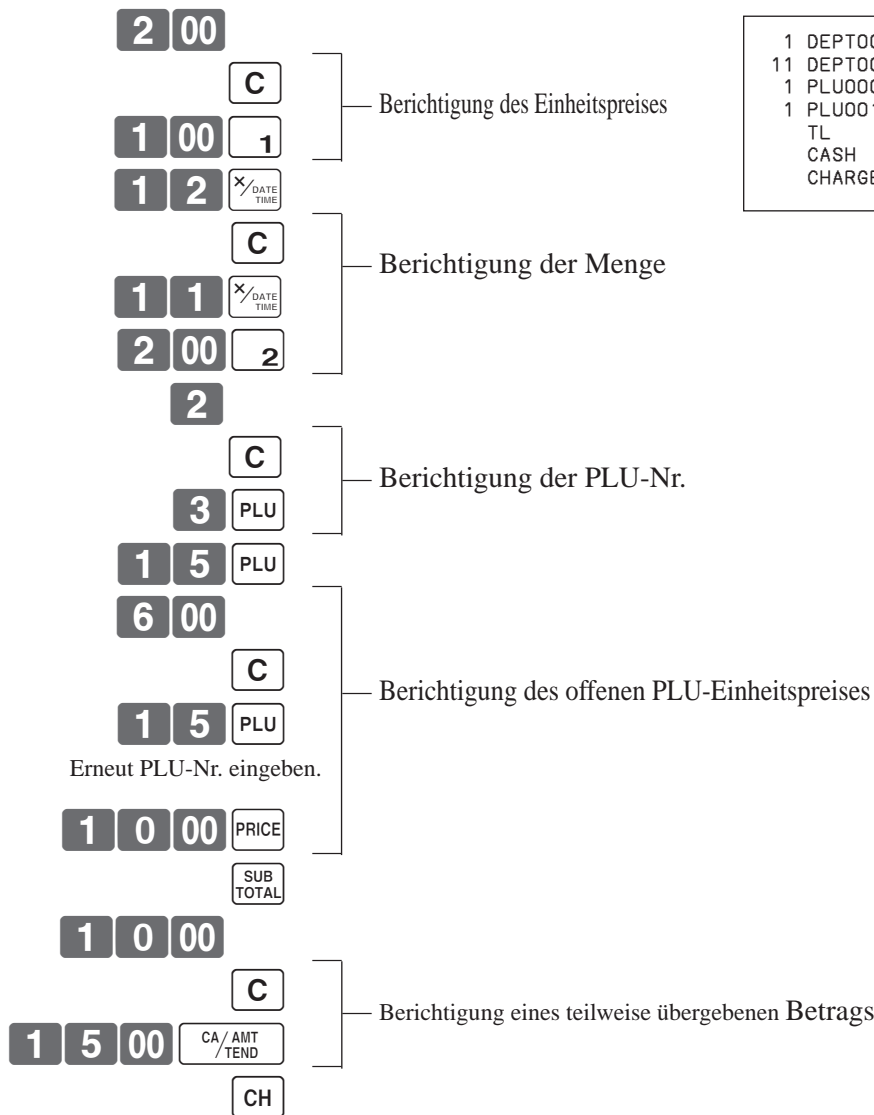 2 00
C
Berichtigung des Einheitspreises
1 00 1
1 2 ×/DATE TIME
C
Berichtigung der Menge
1 1 ×/DATE TIME
2 00 2
2
C
Berichtigung der PLU-Nr.
3 PLU
1 5 PLU
6 00
C
Berichtigung des offenen PLU-Einheitspreises
1 5 PLU
Erneut PLU-Nr. eingeben.
1 0 00 PRICE
SUB TOTAL
1 0 00
C
Berichtigung eines teilweise übergebenen Betrags
1 5 00 CA/AMT/TEND
CH
1 DEPT00
11 DEPT00
1 PLU000
1 PLU001
TL
CASH
CHARGE